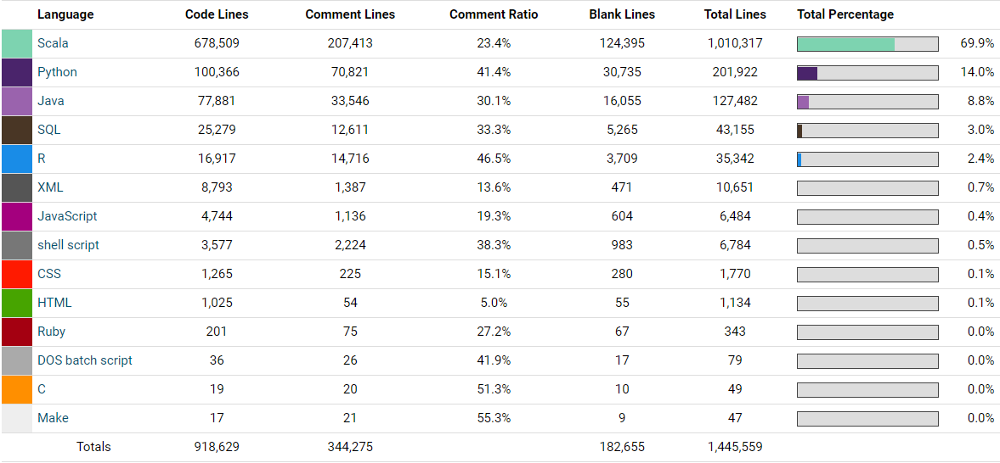 Language Code Lines Comment Lines Comment Ratio Blank Lines Total Lines Total Percentage
Scala 678,509 207,413 23.4% 124,395 1,010,317 69.9%
Python 100,366 70,821 41.4% 30,735 201,922 14.0%
Java 77,881 33,546 30.1% 16,055 127,482 8.8%
SQL 25,279 12,611 33.3% 5,265 43,155 3.0%
R 16,917 14,716 46.5% 3,709 35,342 2.4%
XML 8,793 1,387 13.6% 471 10,651 0.7%
JavaScript 4,744 1,136 19.3% 604 6,484 0.4%
shell script 3,577 2,224 38.3% 983 6,784 0.5%
CSS 1,265 225 15.1% 280 1,770 0.1%
HTML 1,025 54 5.0% 55 1,134 0.1%
Ruby 201 75 27.2% 67 343 0.0%
DOS batch script 36 26 41.9% 17 79 0.0%
C 19 20 51.3% 10 49 0.0%
Make 17 21 55.3% 9 47 0.0%
Totals 918,629 344,275 182,655 1,445,559